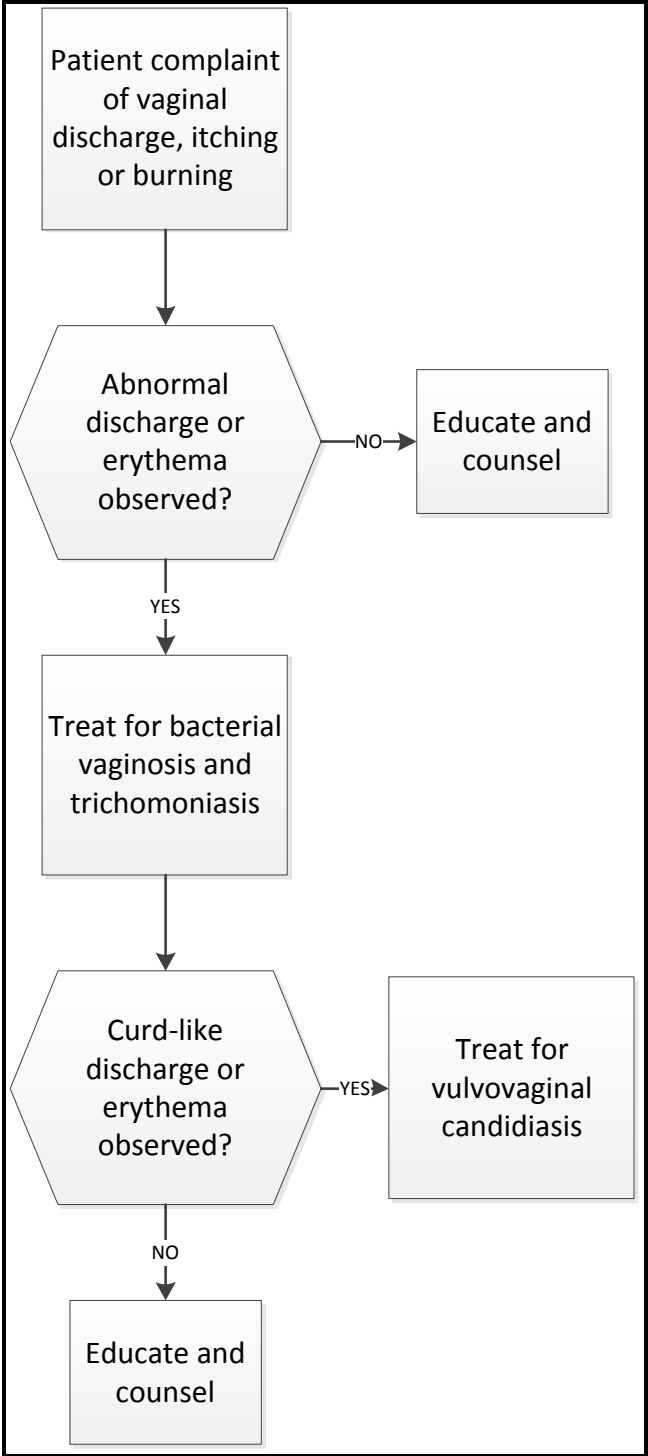 Patient complaint
of vaginal
discharge, itching
or burning
Abnormal
discharge or
erythema
observed?
NO
Educate and
counsel
YES
Treat for bacterial
vaginosis and
trichomoniasis
Curd-like
discharge or
erythema
observed?
YES
Treat for
vulvovaginal
candidiasis
NO
Educate and
counsel